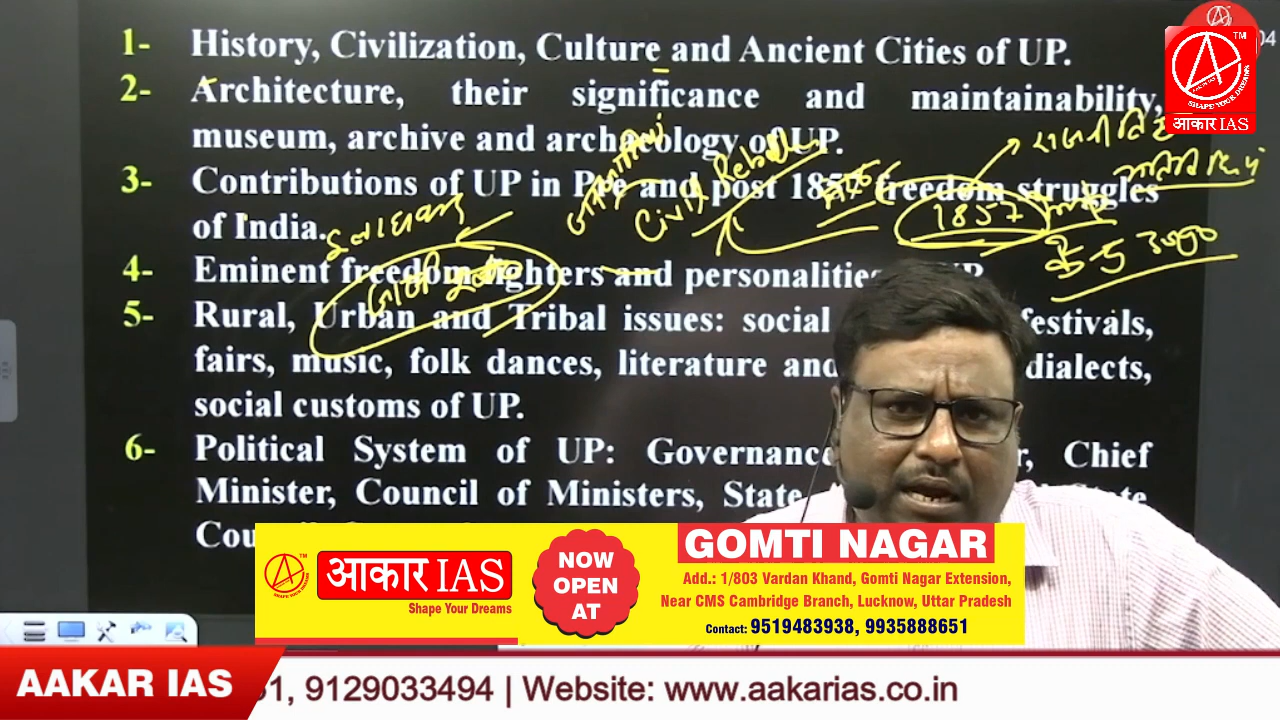 1- History, Civilization, Culture and Ancient Cities of UP.
2- Architecture, their significance and maintainability,
museum, archive and archaeology of UP.
3- Contributions of UP in Pre and post 1857 freedom struggles
of India.
4- Eminent freedom fighters and personalities UP
5- Rural, Urban and Tribal issues: social festivals,
fairs, music, folk dances, literature and dialects,
social customs of UP.
6- Political System of UP: Governance Chief
Minister, Council of Ministers, State State
Civil Rebell
1857
TM
SHAPE YOUR DREAMS
आकार IAS
04
TM
आकार IAS
Shape Your Dreams
NOW
OPEN
AT
GOMTI NAGAR
Add.: 1/803 Vardan Khand, Gomti Nagar Extension,
Near CMS Cambridge Branch, Lucknow, Uttar Pradesh
Contact: 9519483938, 9935888651
AAKAR IAS 1, 9129033494 | Website: www.aakarias.co.in